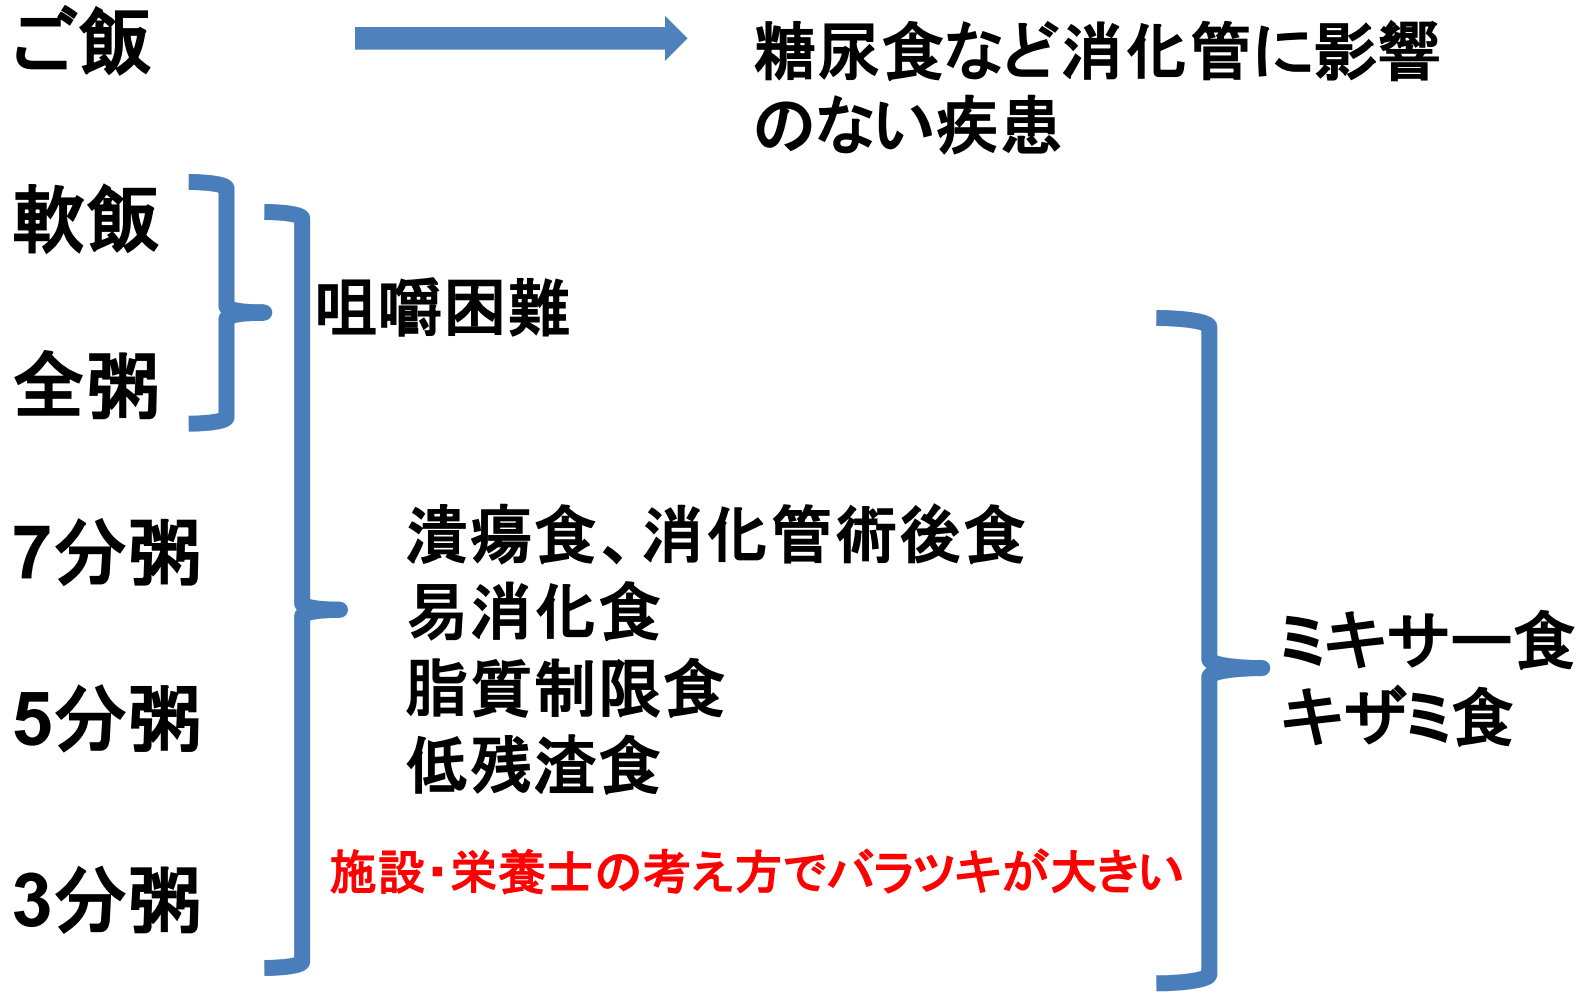 ご飯
糖尿食など消化管に影響
のない疾患
軟飯
咀嚼困難
全粥
7分粥
潰瘍食、消化管術後食
易消化食
脂質制限食
低残渣食
5分粥
ミキサー食
キザミ食
3分粥
施設・栄養士の考え方でバラツキが大きい